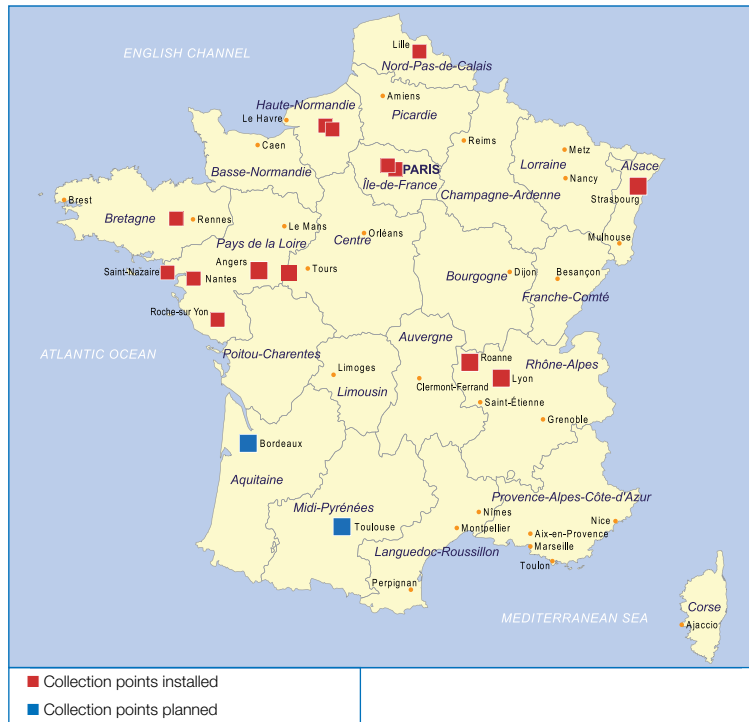 Lille
ENGLISH CHANNEL
Nord-Pas-de-Calais
Amiens
Haute-Normandie
Picardie
Le Havre
Caen
Reims
Metz
Lorraine
Alsace
PARIS
Basse-Normandie
Île-de-France
Nancy
Champagne-Ardenne
Strasbourg
Brest
Bretagne
Rennes
Le Mans
Pays de la Loire
Centre
Orléans
Mulhouse
Angers
Saint-Nazaire
Nantes
Tours
Bourgogne
Dijon
Besançon
Franche-Comté
Roche-sur Yon
Auvergne
ATLANTIC OCEAN
Poitou-Charentes
Roanne
Rhône-Alpes
Limoges
Lyon
Clermont-Ferrand
Limousin
Saint-Étienne
Grenoble
Bordeaux
Aquitaine
Midi-Pyrénées
Provence-Alpes-Côte-d'Azur
Nîmes
Nice
Toulouse
Montpellier
Aix-en-Provence
Languedoc-Roussillon
Marseille
Toulon
Perpignan
Corse
MEDITERRANEAN SEA
Ajaccio
Collection points installed
Collection points planned